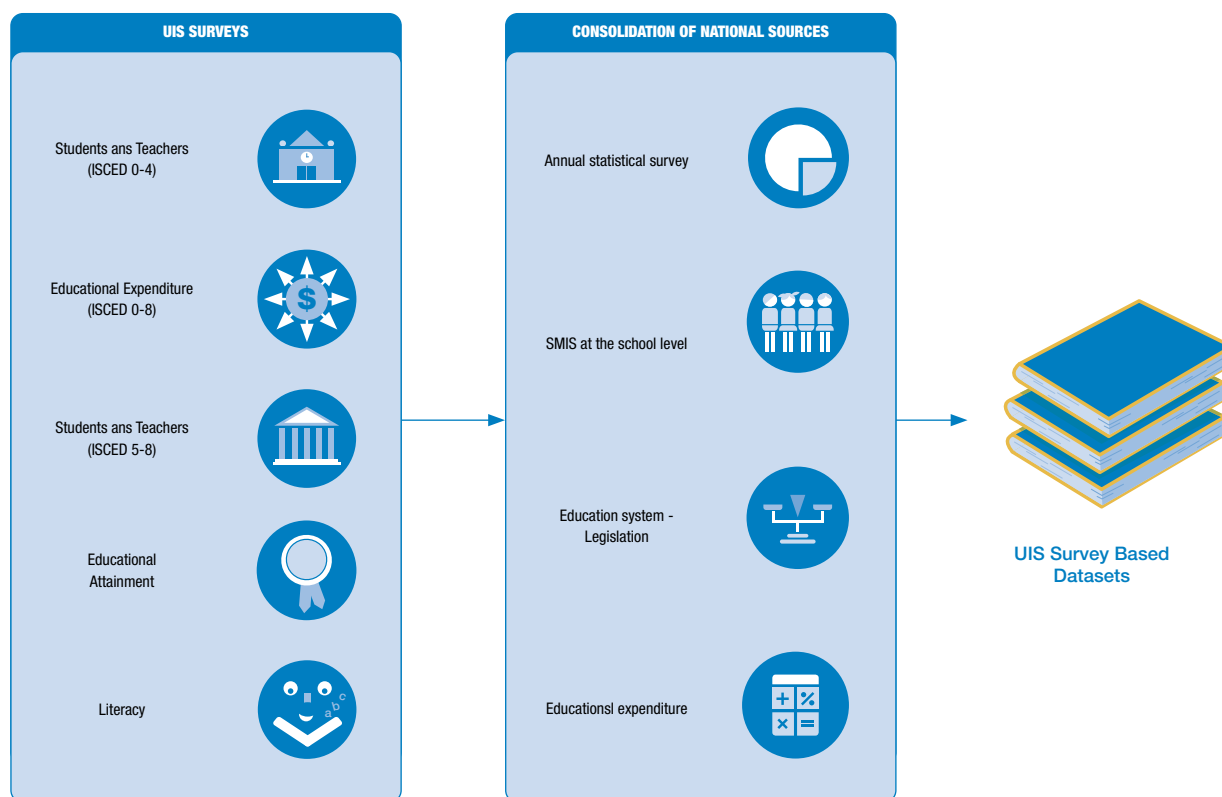 UIS SURVEYS
Students ans Teachers
(ISCED 0-4)
Educational Expenditure
(ISCED 0-8)
$
Students ans Teachers
(ISCED 5-8)
Educational
Attainment
Literacy
a b c
CONSOLIDATION OF NATIONAL SOURCES
Annual statistical survey
SMIS at the school level
Education system -
Legislation
Educationsl expenditure
+ %
× =
UIS Survey Based
Datasets